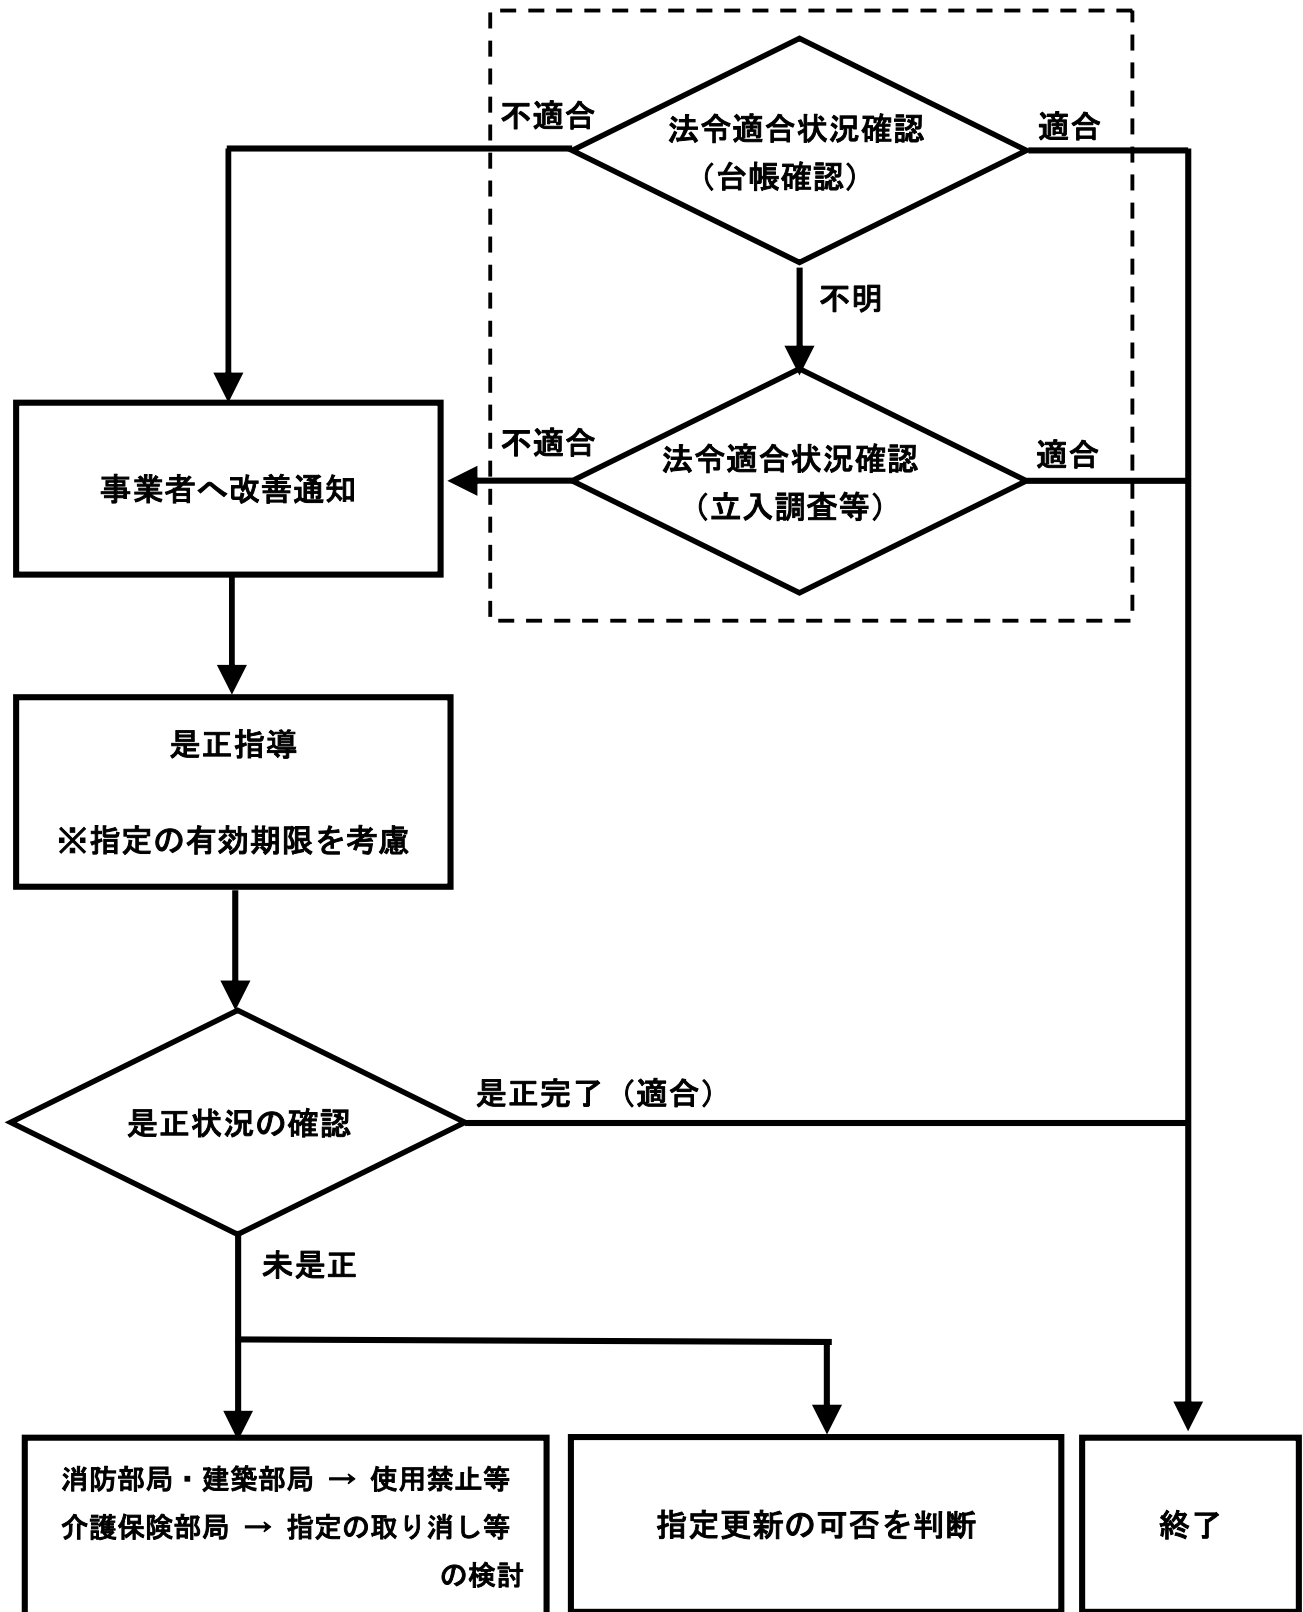 不適合
法令適合状況確認
（台帳確認）
適合
不明
不適合
法令適合状況確認
（立入調査等）
適合
事業者へ改善通知
是正指導
※指定の有効期限を考慮
是正状況の確認
是正完了（適合）
未是正
消防部局・建築部局 → 使用禁止等
介護保険部局 → 指定の取り消し等
の検討
指定更新の可否を判断
終了